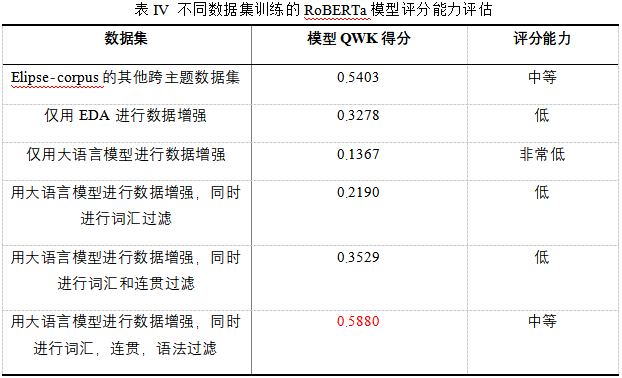 表 IV 不同数据集训练的 RoBERTa 模型评分能力评估
数据集 模型 QWK 得分 评分能力
Elipse-corpus 的其他跨主题数据集 0.5403 中等
仅用 EDA 进行数据增强 0.3278 低
仅用大语言模型进行数据增强 0.1367 非常低
用大语言模型进行数据增强，同时
进行词汇过滤 0.2190 低
用大语言模型进行数据增强，同时
进行词汇和连贯过滤 0.3529 低
用大语言模型进行数据增强，同时
进行词汇，连贯，语法过滤 0.5880 中等